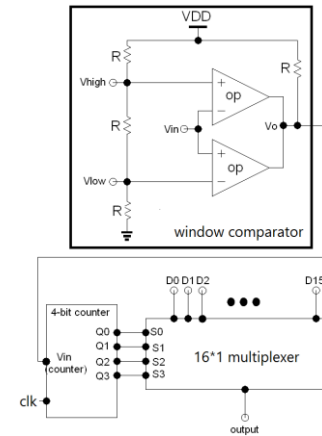 VDD
R
R
Vhigh
+
-
op
R
Vin
Vo
+
-
op
Vlow
R
window comparator
D0 D1 D2
D15
4-bit counter
Q0 S0
Q1 S1
Vin
Q2 S2
(counter)
Q3 S3
16*1 multiplexer
clk
output